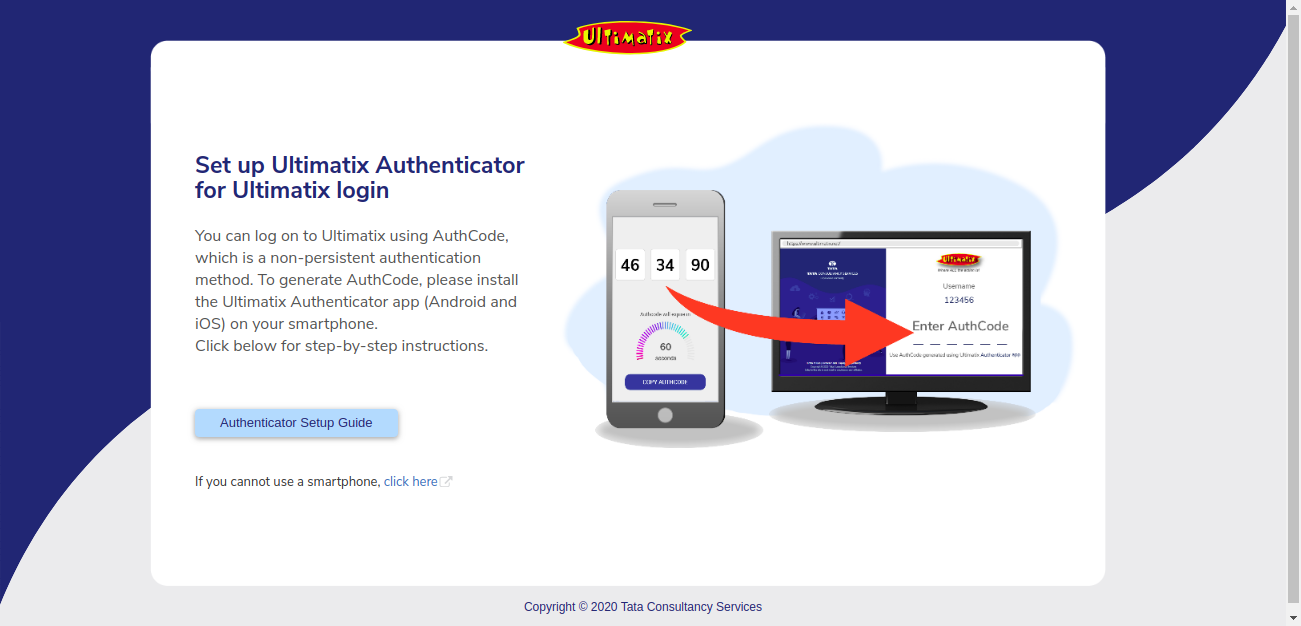 Ultimatix
Set up Ultimatix Authenticator
for Ultimatix login
You can log on to Ultimatix using AuthCode,
which is a non-persistent authentication
method. To generate AuthCode, please install
the Ultimatix Authenticator app (Android and
iOS) on your smartphone.
Click below for step-by-step instructions.
Authenticator Setup Guide
If you cannot use a smartphone, click here
46 34 90
60
seconds
COPY AUTHCODE
Ultimatix
Username
123456
Enter AuthCode
Use AuthCode generated using Ultimatix Authenticator app
TATA
TATA CONSULTANCY SERVICES
Copyright © 2020 Tata Consultancy Services